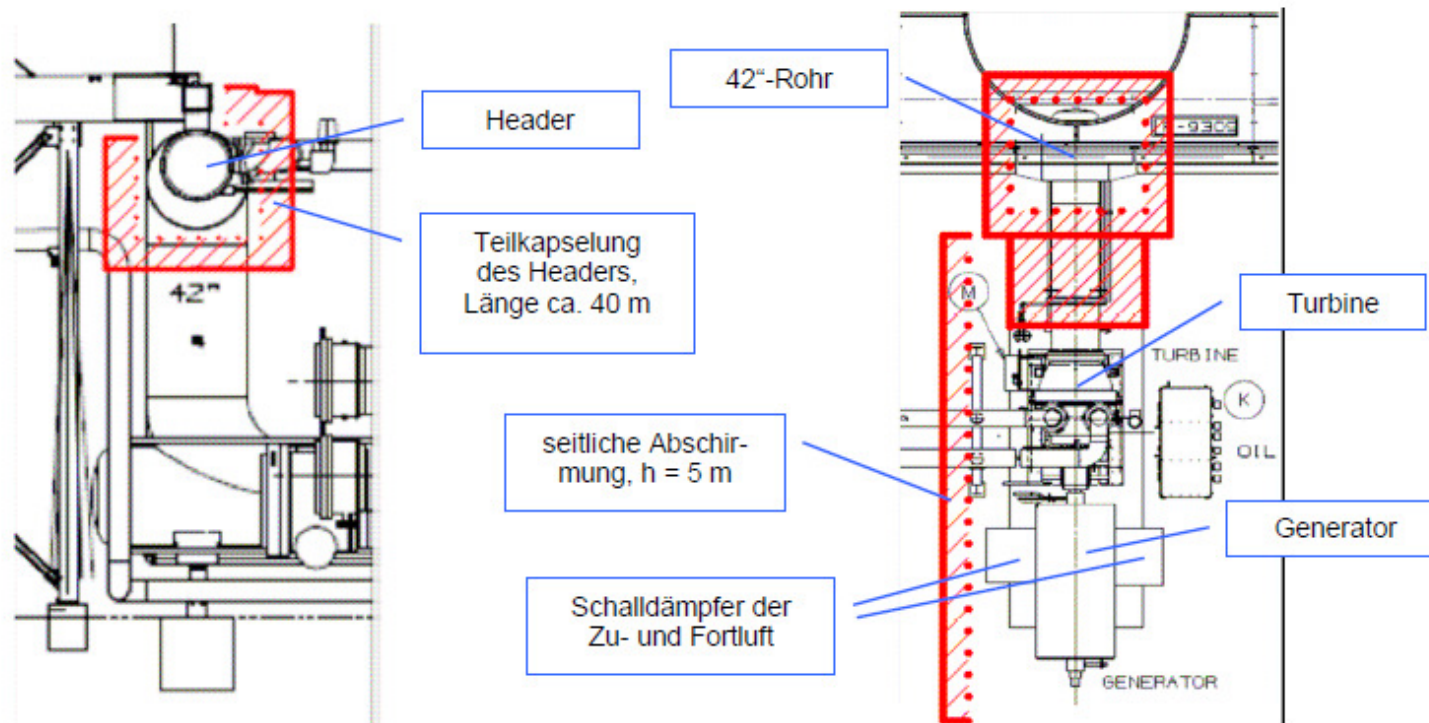 Header
Teilkapselung
des Headers,
Länge ca. 40 m
42"
42“-Rohr
Turbine
TURBINE
M
K
OIL
seitliche Abschir-
mung, h = 5 m
Generator
Schalldämpfer der
Zu- und Fortluft
GENERATOR